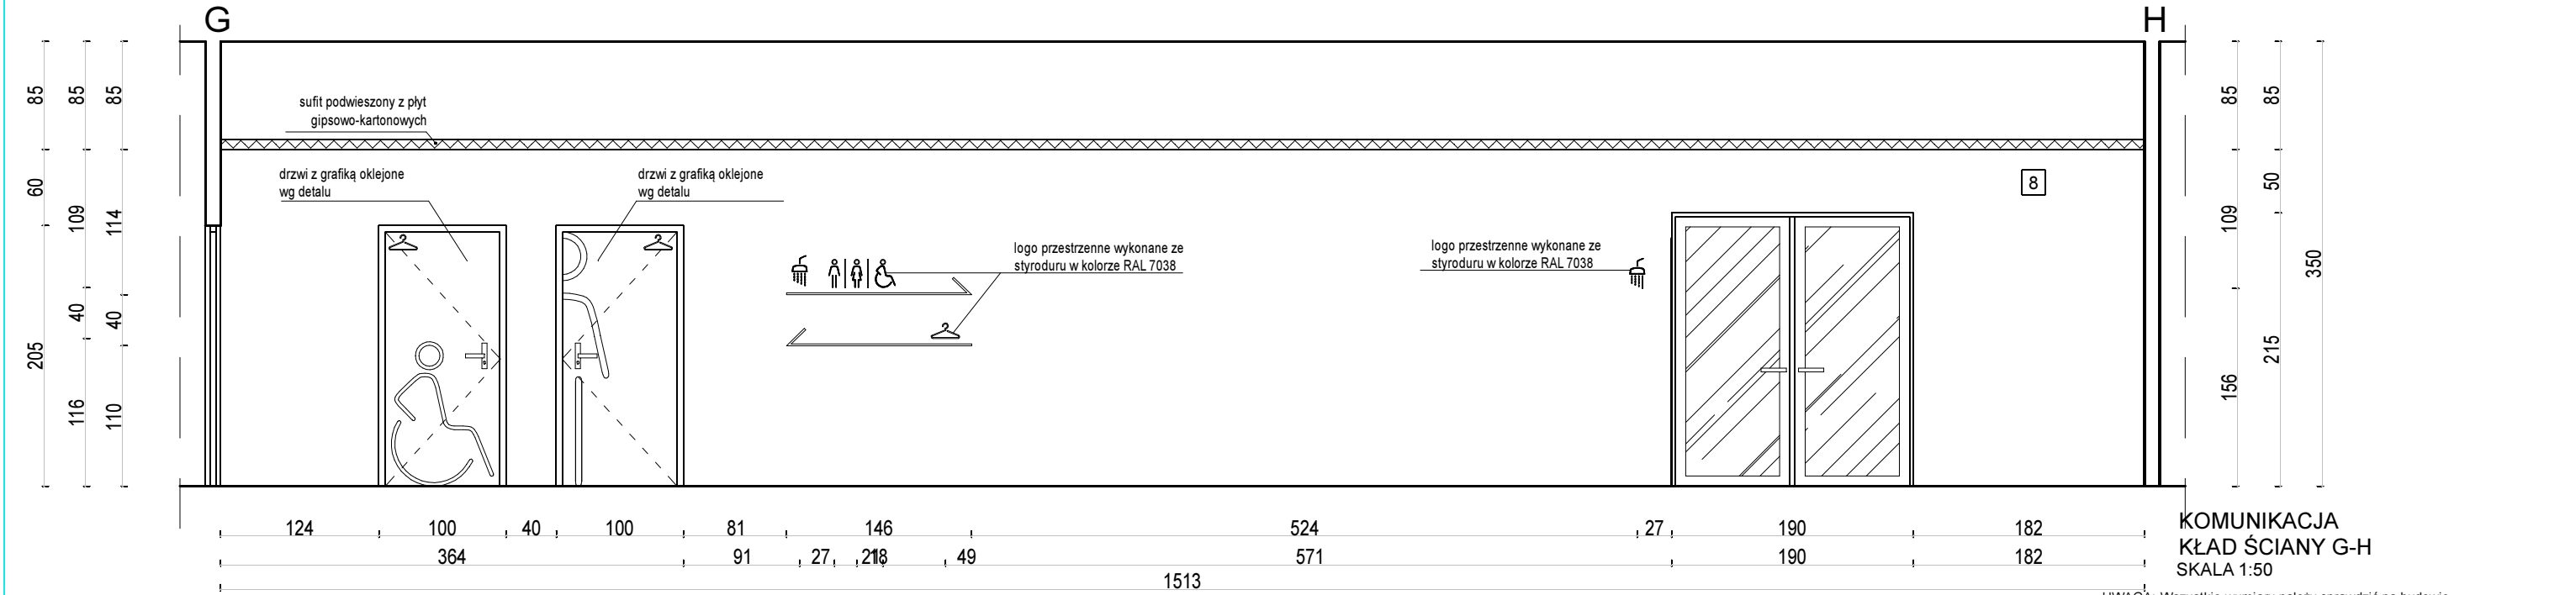 G
H
85
85
85
sufit podwieszony z płyt
gipsowo-kartonowych
85
85
60
109
114
drzwi z grafiką oklejone
wg detalu
drzwi z grafiką oklejone
wg detalu
8
109
50
350
logo przestrzenne wykonane ze
styroduru w kolorze RAL 7038
logo przestrzenne wykonane ze
styroduru w kolorze RAL 7038
205
40
40
116
110
156
215
124 100 40 100 81 146 524 27 190 182
364 91 27 49 571 190 182
1513
KOMUNIKACJA
KŁAD ŚCIANY G-H
SKALA 1:50